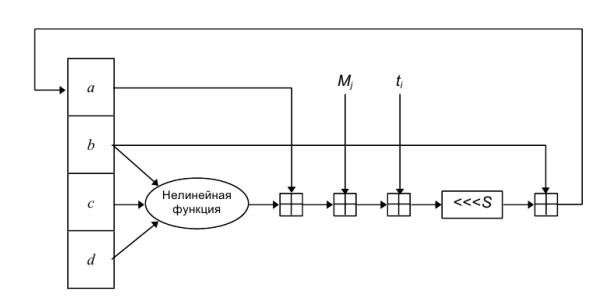 a
M_j
t_i
b
Нелинейная
функция
c
<<<S
d